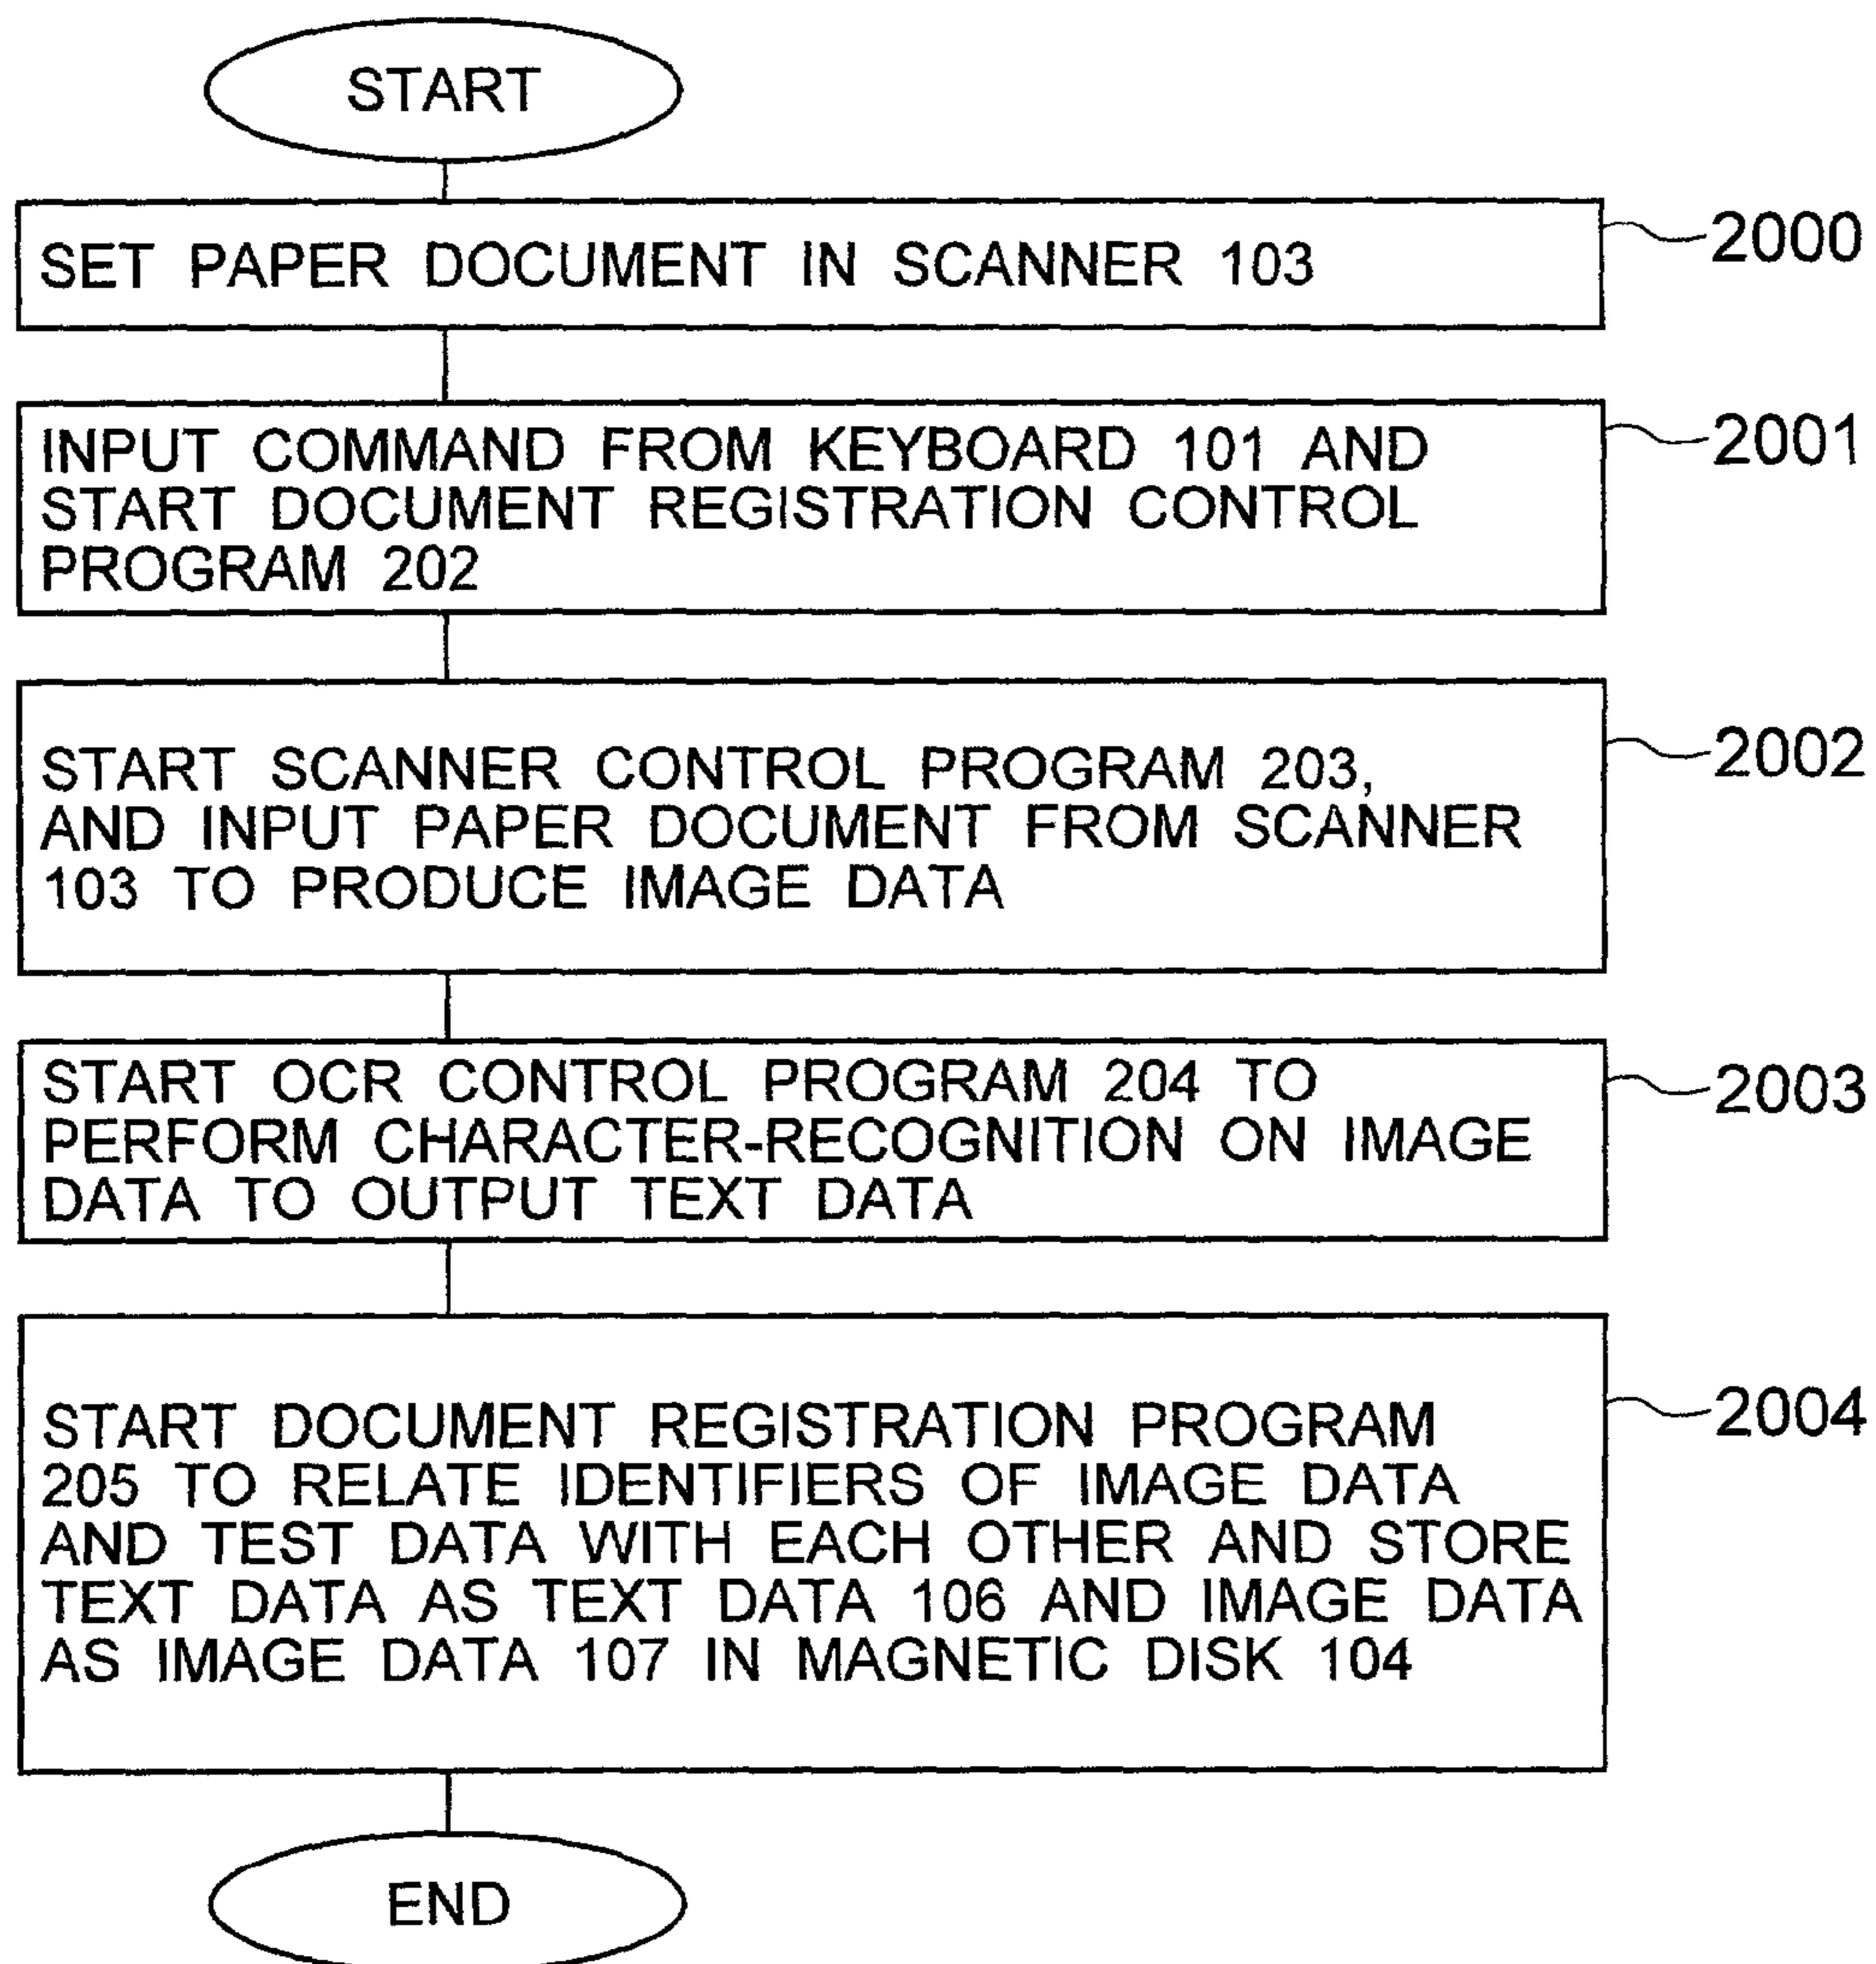 START
SET PAPER DOCUMENT IN SCANNER 103
2000
INPUT COMMAND FROM KEYBOARD 101 AND
START DOCUMENT REGISTRATION CONTROL
PROGRAM 202
2001
START SCANNER CONTROL PROGRAM 203,
AND INPUT PAPER DOCUMENT FROM SCANNER
103 TO PRODUCE IMAGE DATA
2002
START OCR CONTROL PROGRAM 204 TO
PERFORM CHARACTER-RECOGNITION ON IMAGE
DATA TO OUTPUT TEXT DATA
2003
START DOCUMENT REGISTRATION PROGRAM
205 TO RELATE IDENTIFIERS OF IMAGE DATA
AND TEST DATA WITH EACH OTHER AND STORE
TEXT DATA AS TEXT DATA 106 AND IMAGE DATA
AS IMAGE DATA 107 IN MAGNETIC DISK 104
2004
END